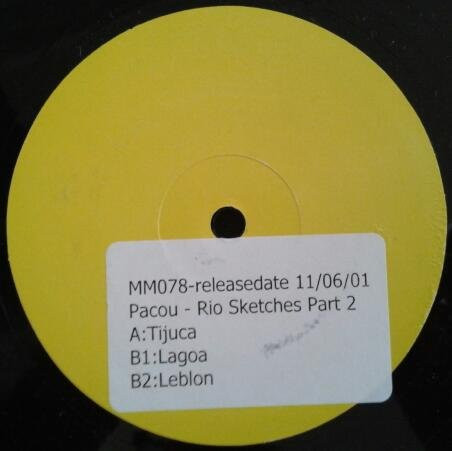 MM078-releasedate 11/06/01
Pacou - Rio Sketches Part 2
A:Tijuca
B1:Lagoa
B2:Leblon